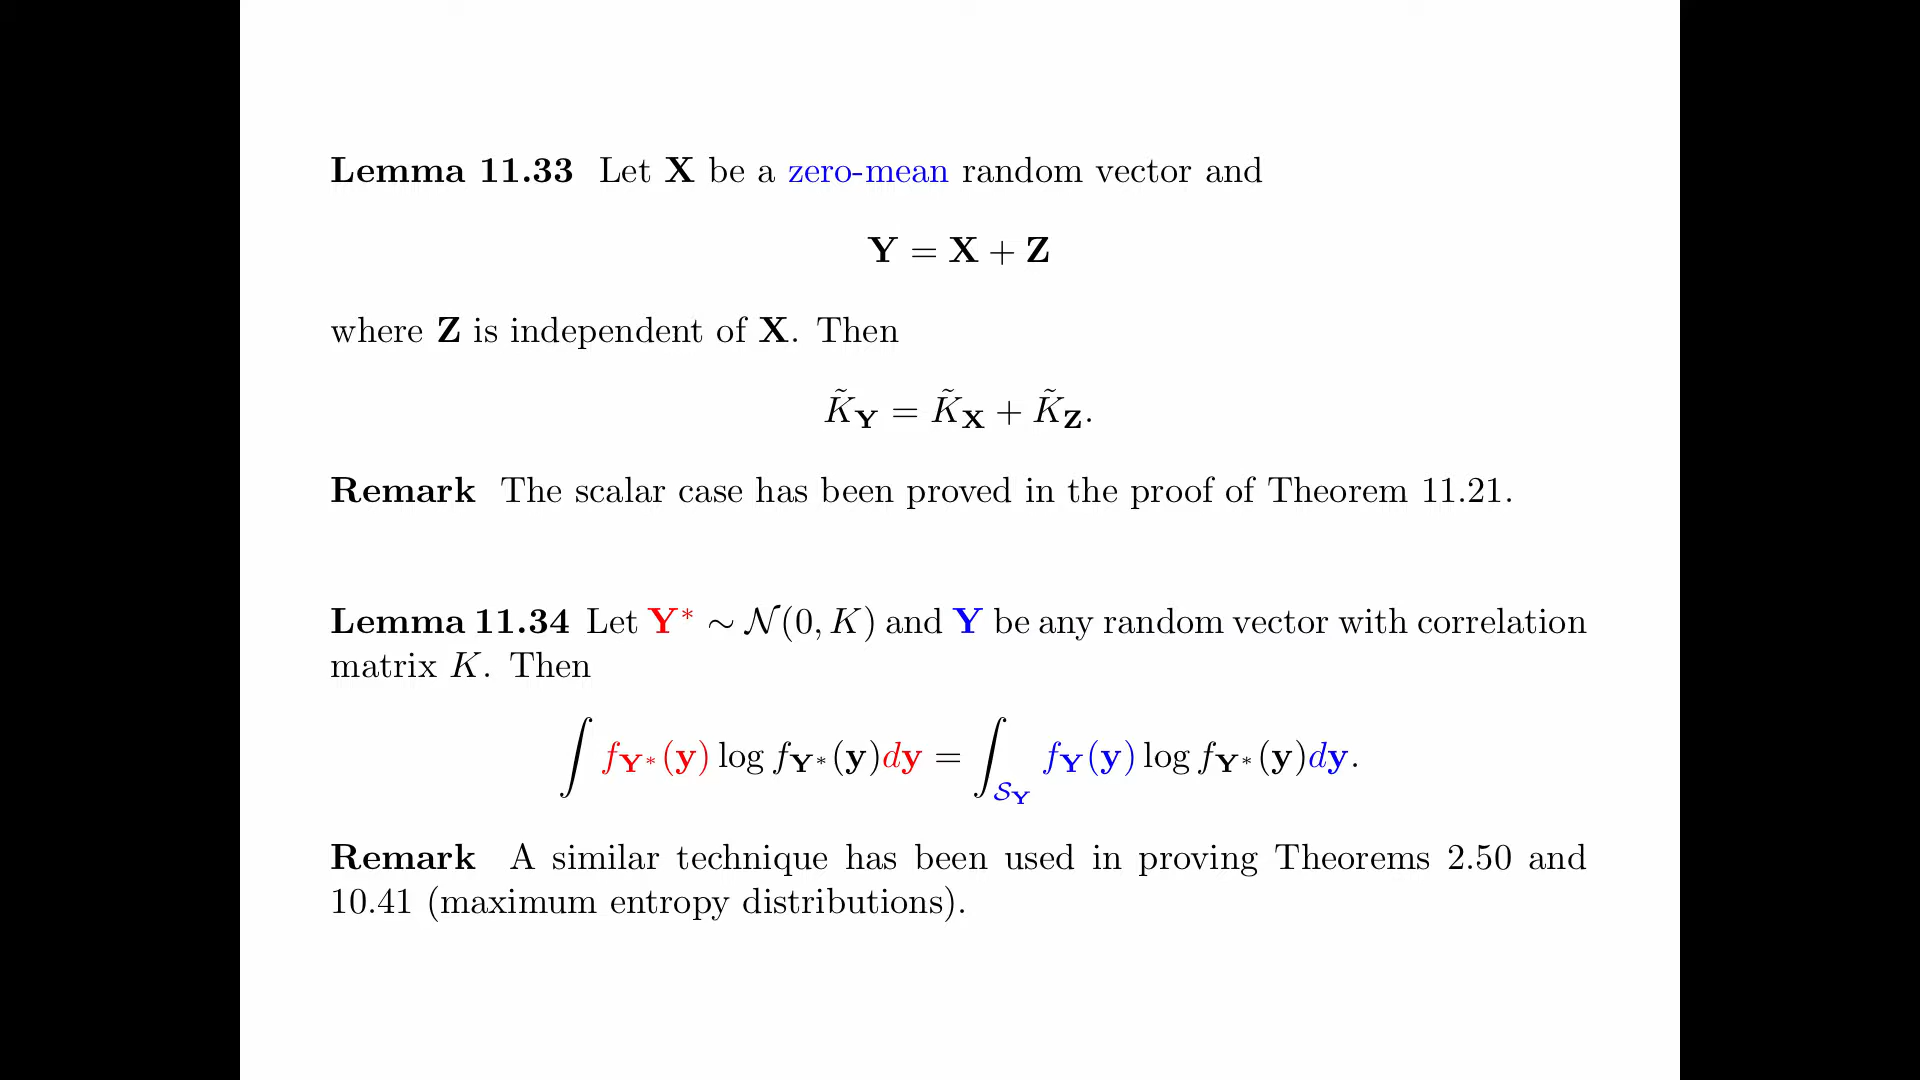 Lemma 11.33 Let X be a zero-mean random vector and
Y = X + Z
where Z is independent of X. Then
K̃_Y = K̃_X + K̃_Z.
Remark The scalar case has been proved in the proof of Theorem 11.21.
Lemma 11.34 Let Y* ∼ 𝒩(0, K) and Y be any random vector with correlation
matrix K. Then
∫ f_{Y*}(y) log f_{Y*}(y)dy = ∫_{𝒮_Y} f_Y(y) log f_{Y*}(y)dy.
Remark A similar technique has been used in proving Theorems 2.50 and
10.41 (maximum entropy distributions).